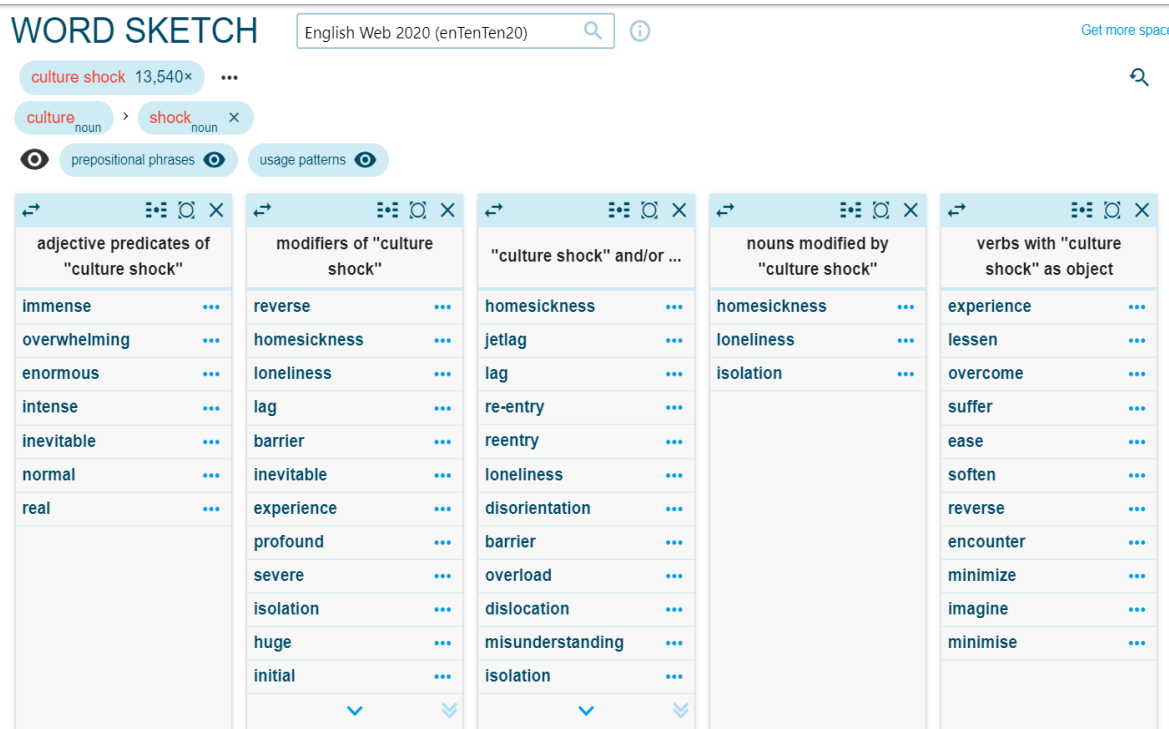 WORD SKETCH
English Web 2020 (enTenTen20)
Get more space
culture shock 13,540×
culture noun
shock noun
prepositional phrases
usage patterns
adjective predicates of
"culture shock"
immense
overwhelming
enormous
intense
inevitable
normal
real
modifiers of "culture
shock"
reverse
homesickness
loneliness
lag
barrier
inevitable
experience
profound
severe
isolation
huge
initial
"culture shock" and/or ...
homesickness
jetlag
lag
re-entry
reentry
loneliness
disorientation
barrier
overload
dislocation
misunderstanding
isolation
nouns modified by
"culture shock"
homesickness
loneliness
isolation
verbs with "culture
shock" as object
experience
lessen
overcome
suffer
ease
soften
reverse
encounter
minimize
imagine
minimise